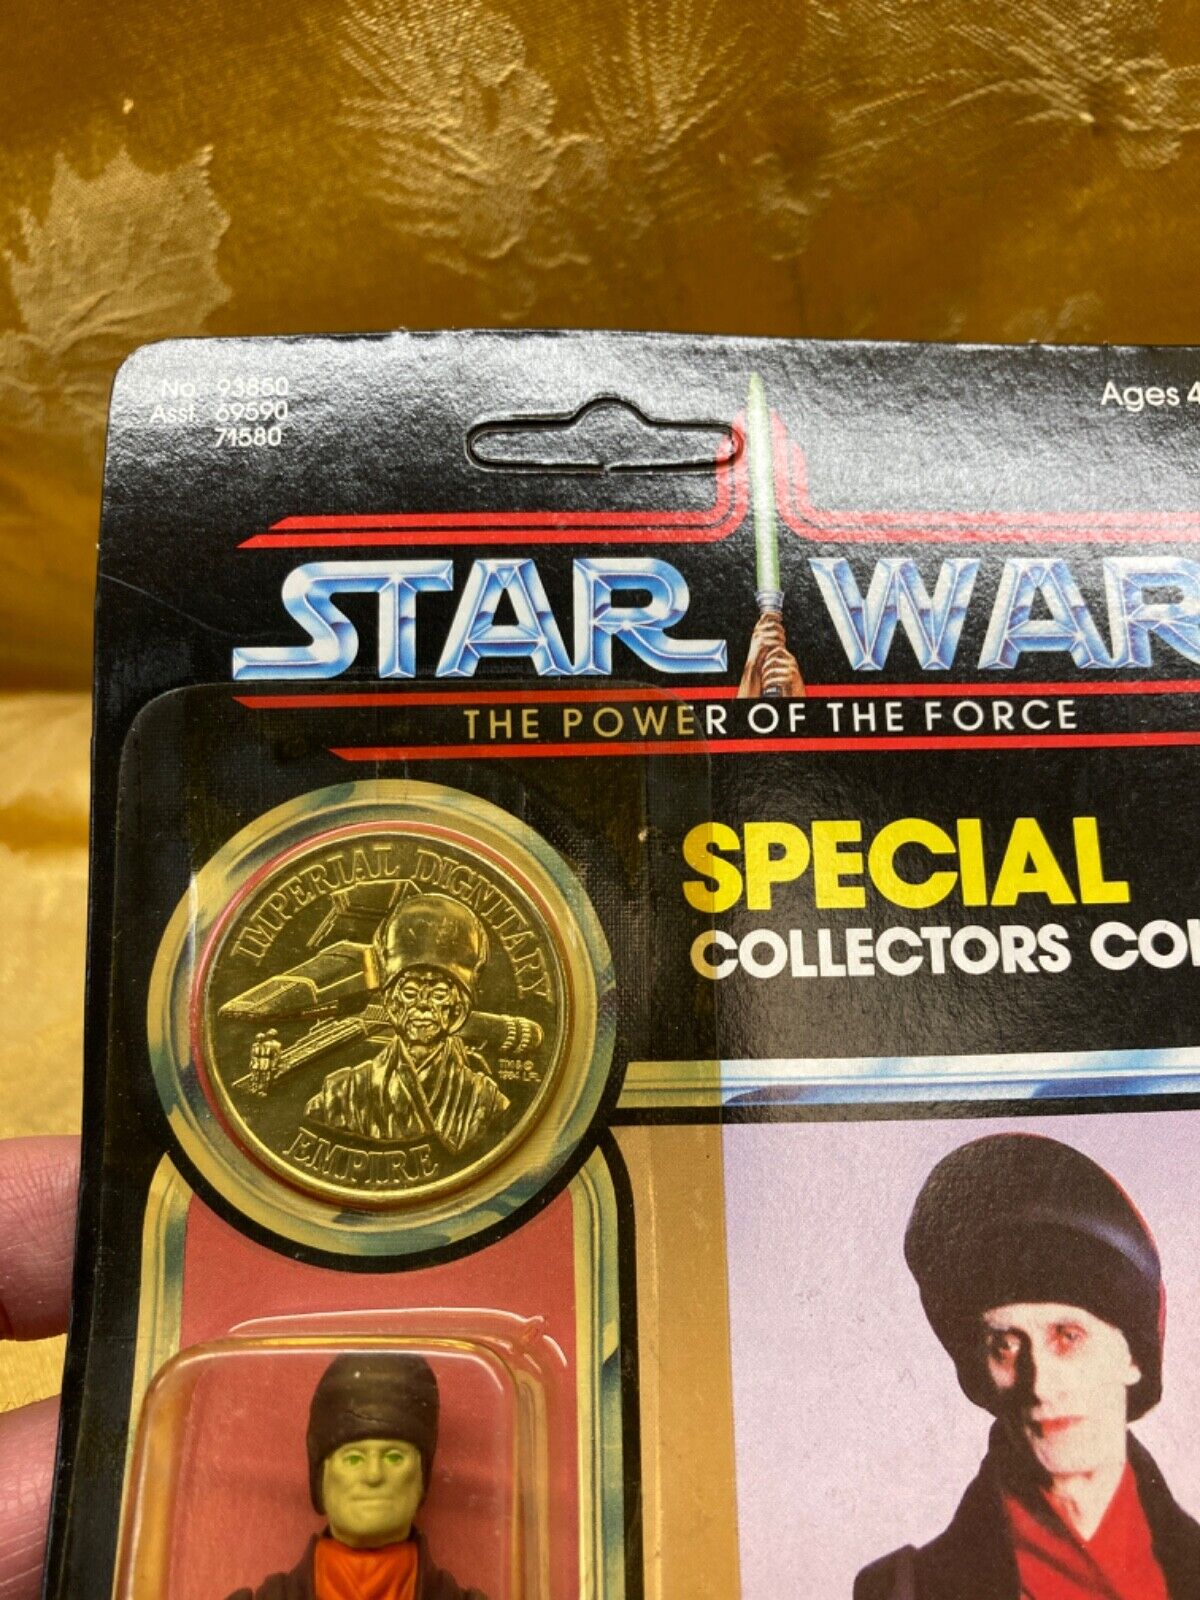 No. 93850
Asst. 69590
71580
Ages 4
STAR WAR
THE POWER OF THE FORCE
SPECIAL
COLLECTORS COI
IMPERIAL DIGNITARY
EMPIRE